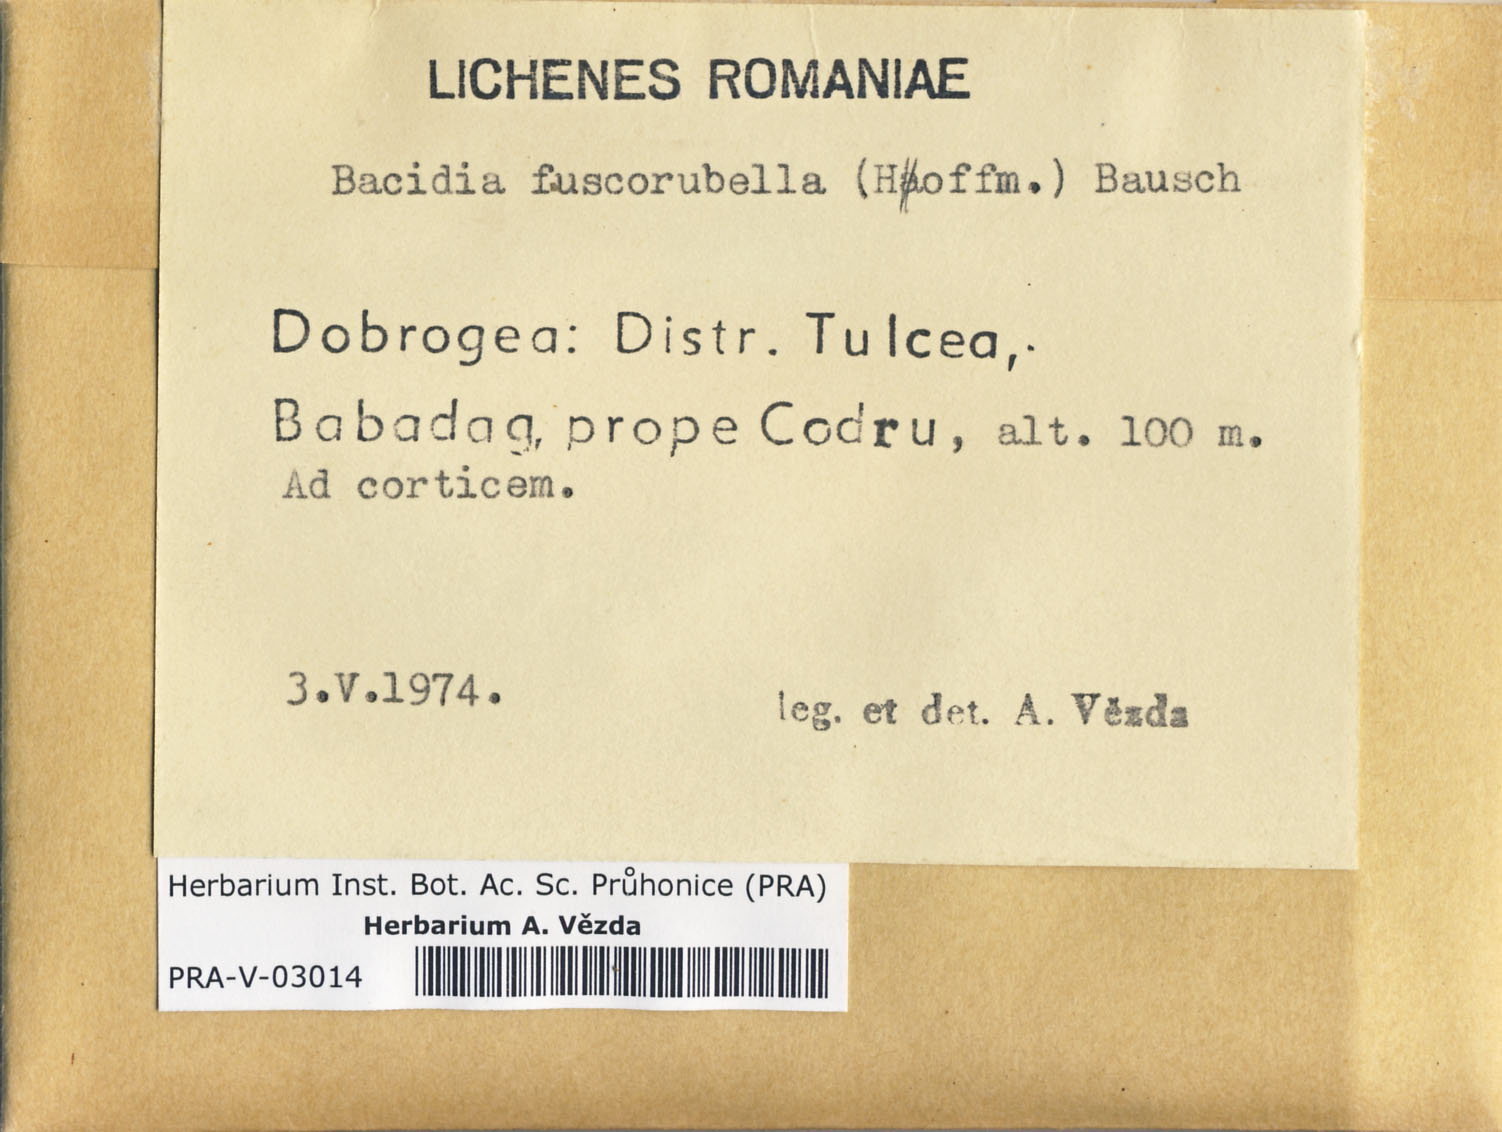 LICHENES ROMANIAE
Bacidia fuscorubella (Hoffm.) Bausch
Dobrogea: Distr. Tulcea,
Babadag, prope Codru, alt. 100 m.
Ad corticem.
3.V.1974.
leg. et det. A. Vězda
Herbarium Inst. Bot. Ac. Sc. Průhonice (PRA)
Herbarium A. Vězda
PRA-V-03014